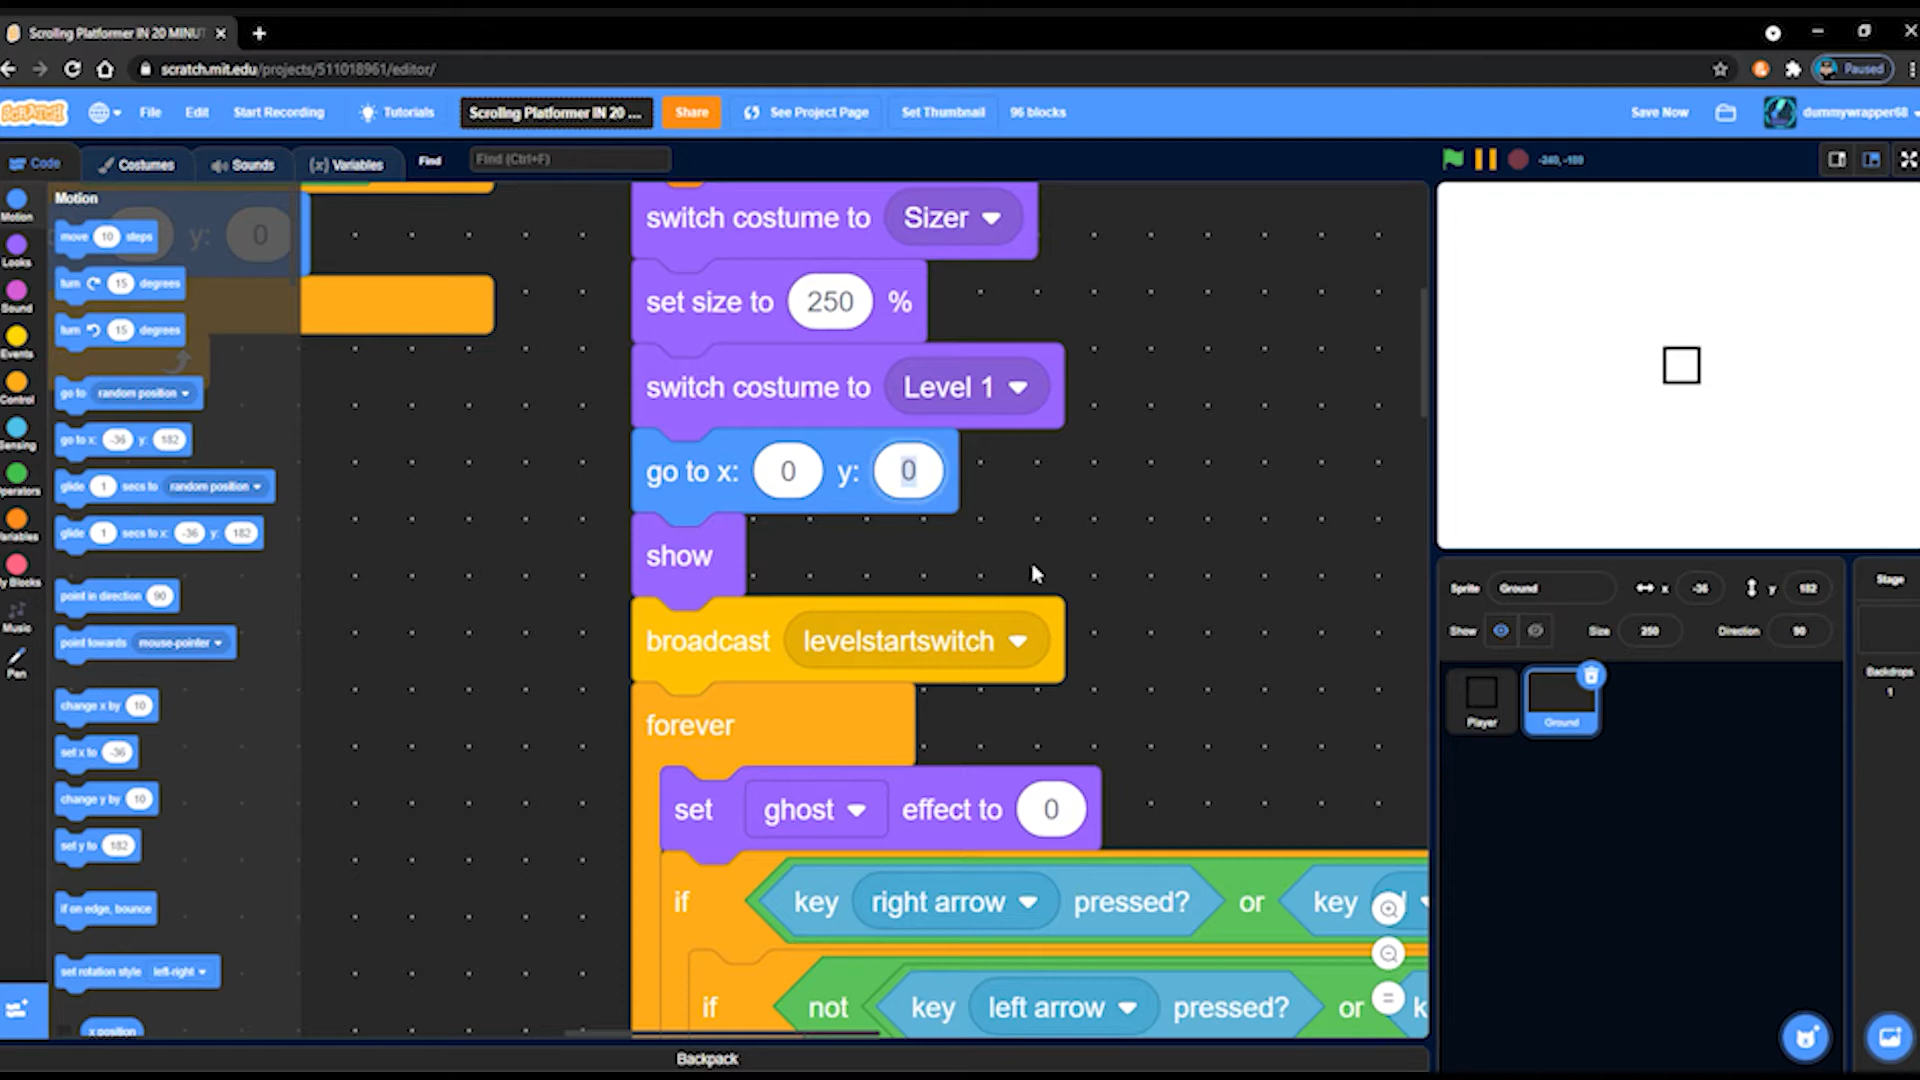 Scrolling Platformer IN 20 MINUT
scratch.mit.edu/projects/511018961/editor/
Paused
SCRATCH
File
Edit
Start Recording
Tutorials
Scrolling Platformer IN 20 ...
Share
See Project Page
Set Thumbnail
96 blocks
Save Now
dummywrapper68
Code
Costumes
Sounds
(x) Variables
Find
Find (Ctrl+F)
-240, -180
Motion
Looks
Sound
Events
Control
Sensing
Operators
Variables
My Blocks
Music
Pen
Motion
y: 0
move 10 steps
turn 15 degrees
turn 15 degrees
go to random position
go to x: -36 y: 182
glide 1 secs to random position
glide 1 secs to x: -36 y: 182
point in direction 90
point towards mouse-pointer
change x by 10
set x to -36
change y by 10
set y to 182
if on edge, bounce
set rotation style left-right
x position
switch costume to Sizer
set size to 250 %
switch costume to Level 1
go to x: 0 y: 0
show
broadcast levelstartswitch
forever
set ghost effect to 0
if key right arrow pressed? or key
if not key left arrow pressed? or k
Backpack
Sprite Ground x -36 y 182
Show Size 250 Direction 90
Player
Ground
Stage
Backdrops
1